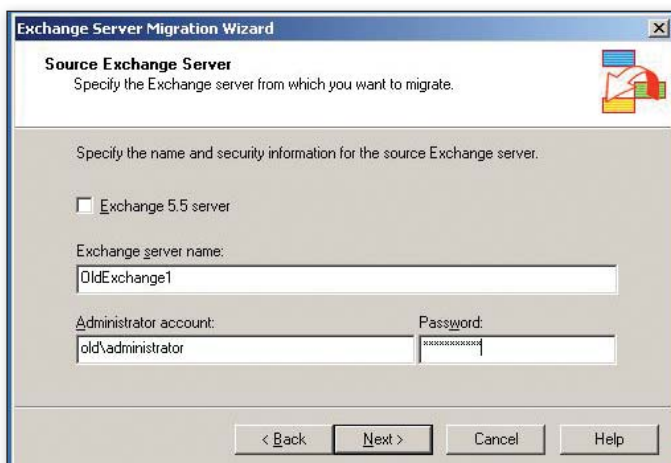 Exchange Server Migration Wizard
Source Exchange Server
Specify the Exchange server from which you want to migrate.
Specify the name and security information for the source Exchange server.
Exchange 5.5 server
Exchange server name:
OldExchange1
Administrator account: Password:
old\administrator ***********
< Back Next > Cancel Help